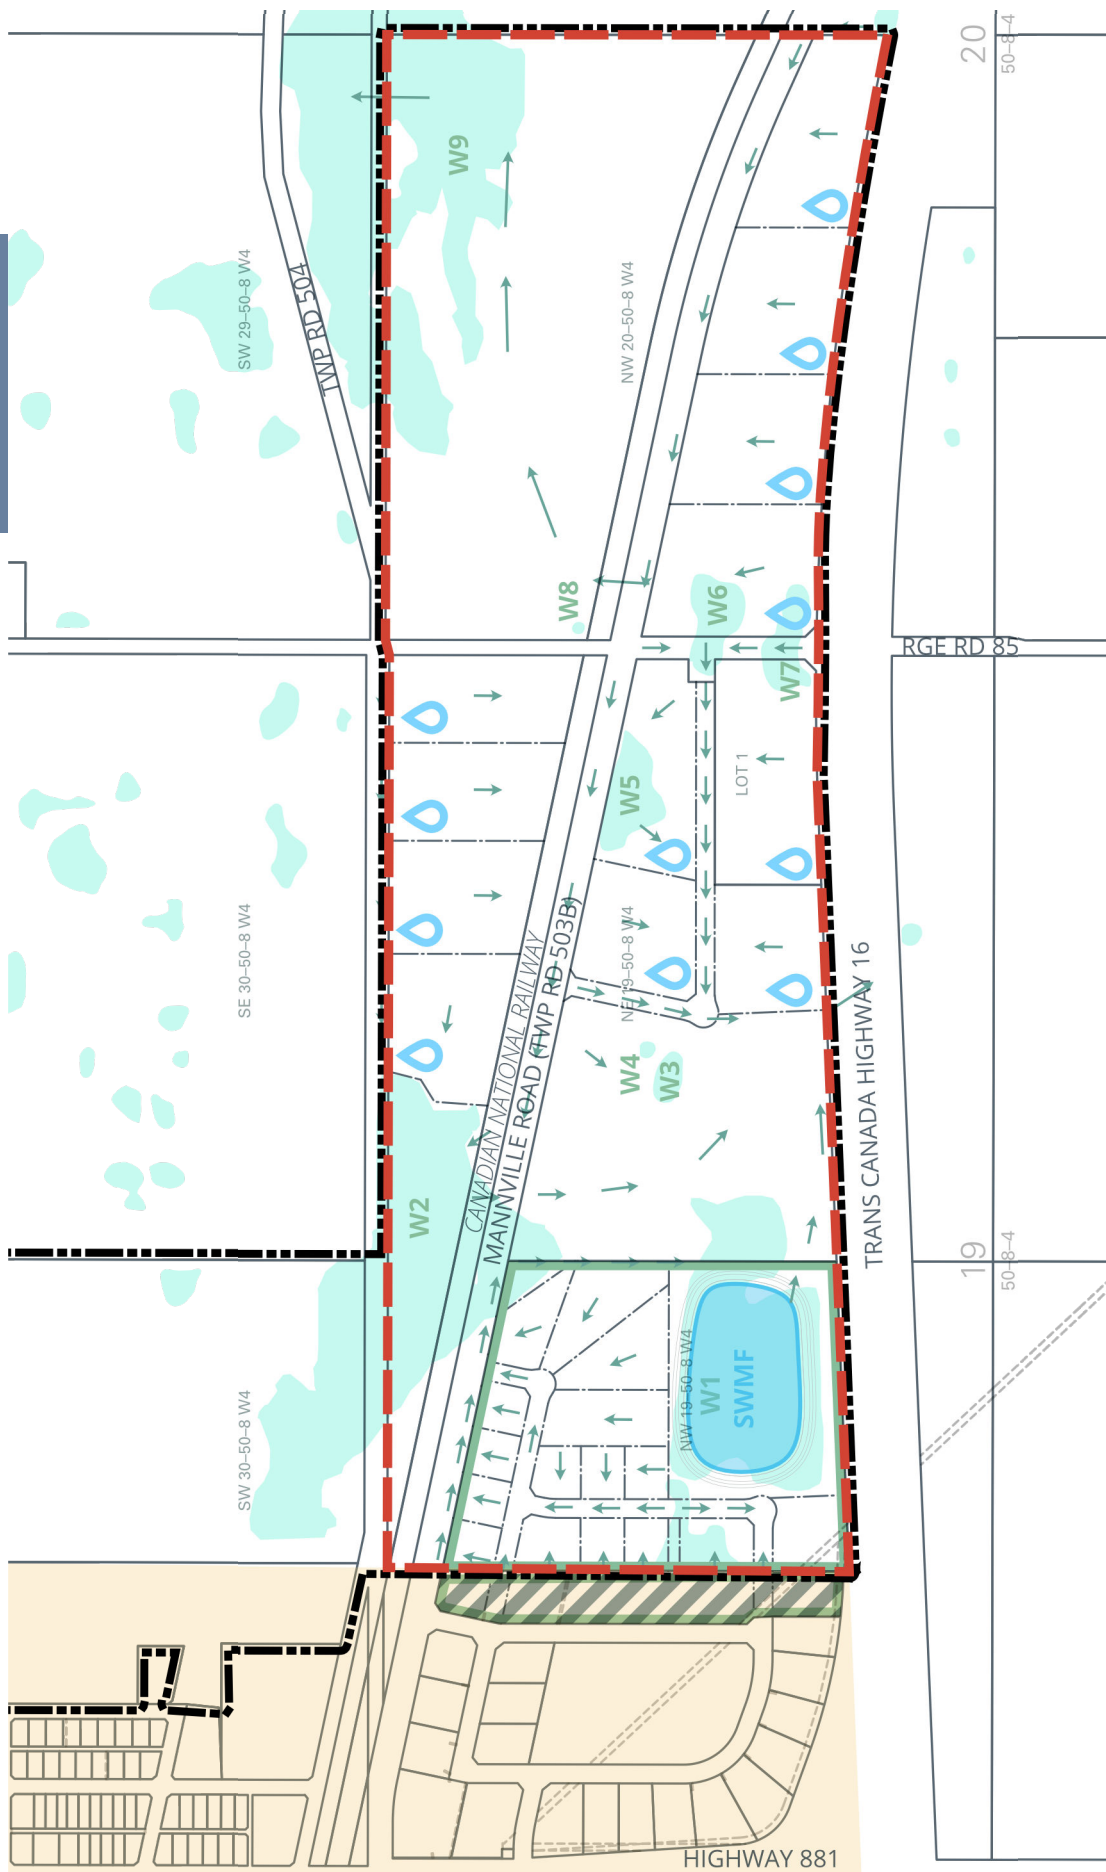 20
50-8-4
W9
SW 29-50-8 W4
TWP RD 504
NW 20-50-8 W4
W8
W6
RGE RD 85
W7
LOT 1
W5
SE 30-50-8 W4
NE 19-50-8 W4
CANADIAN NATIONAL RAILWAY
MANNVILLE ROAD (TWP RD 503B)
W4
W3
TRANS CANADA HIGHWAY 16
W2
19
50-8-4
SW 30-50-8 W4
NW 19-50-8 W4
W1
SWMF
HIGHWAY 881